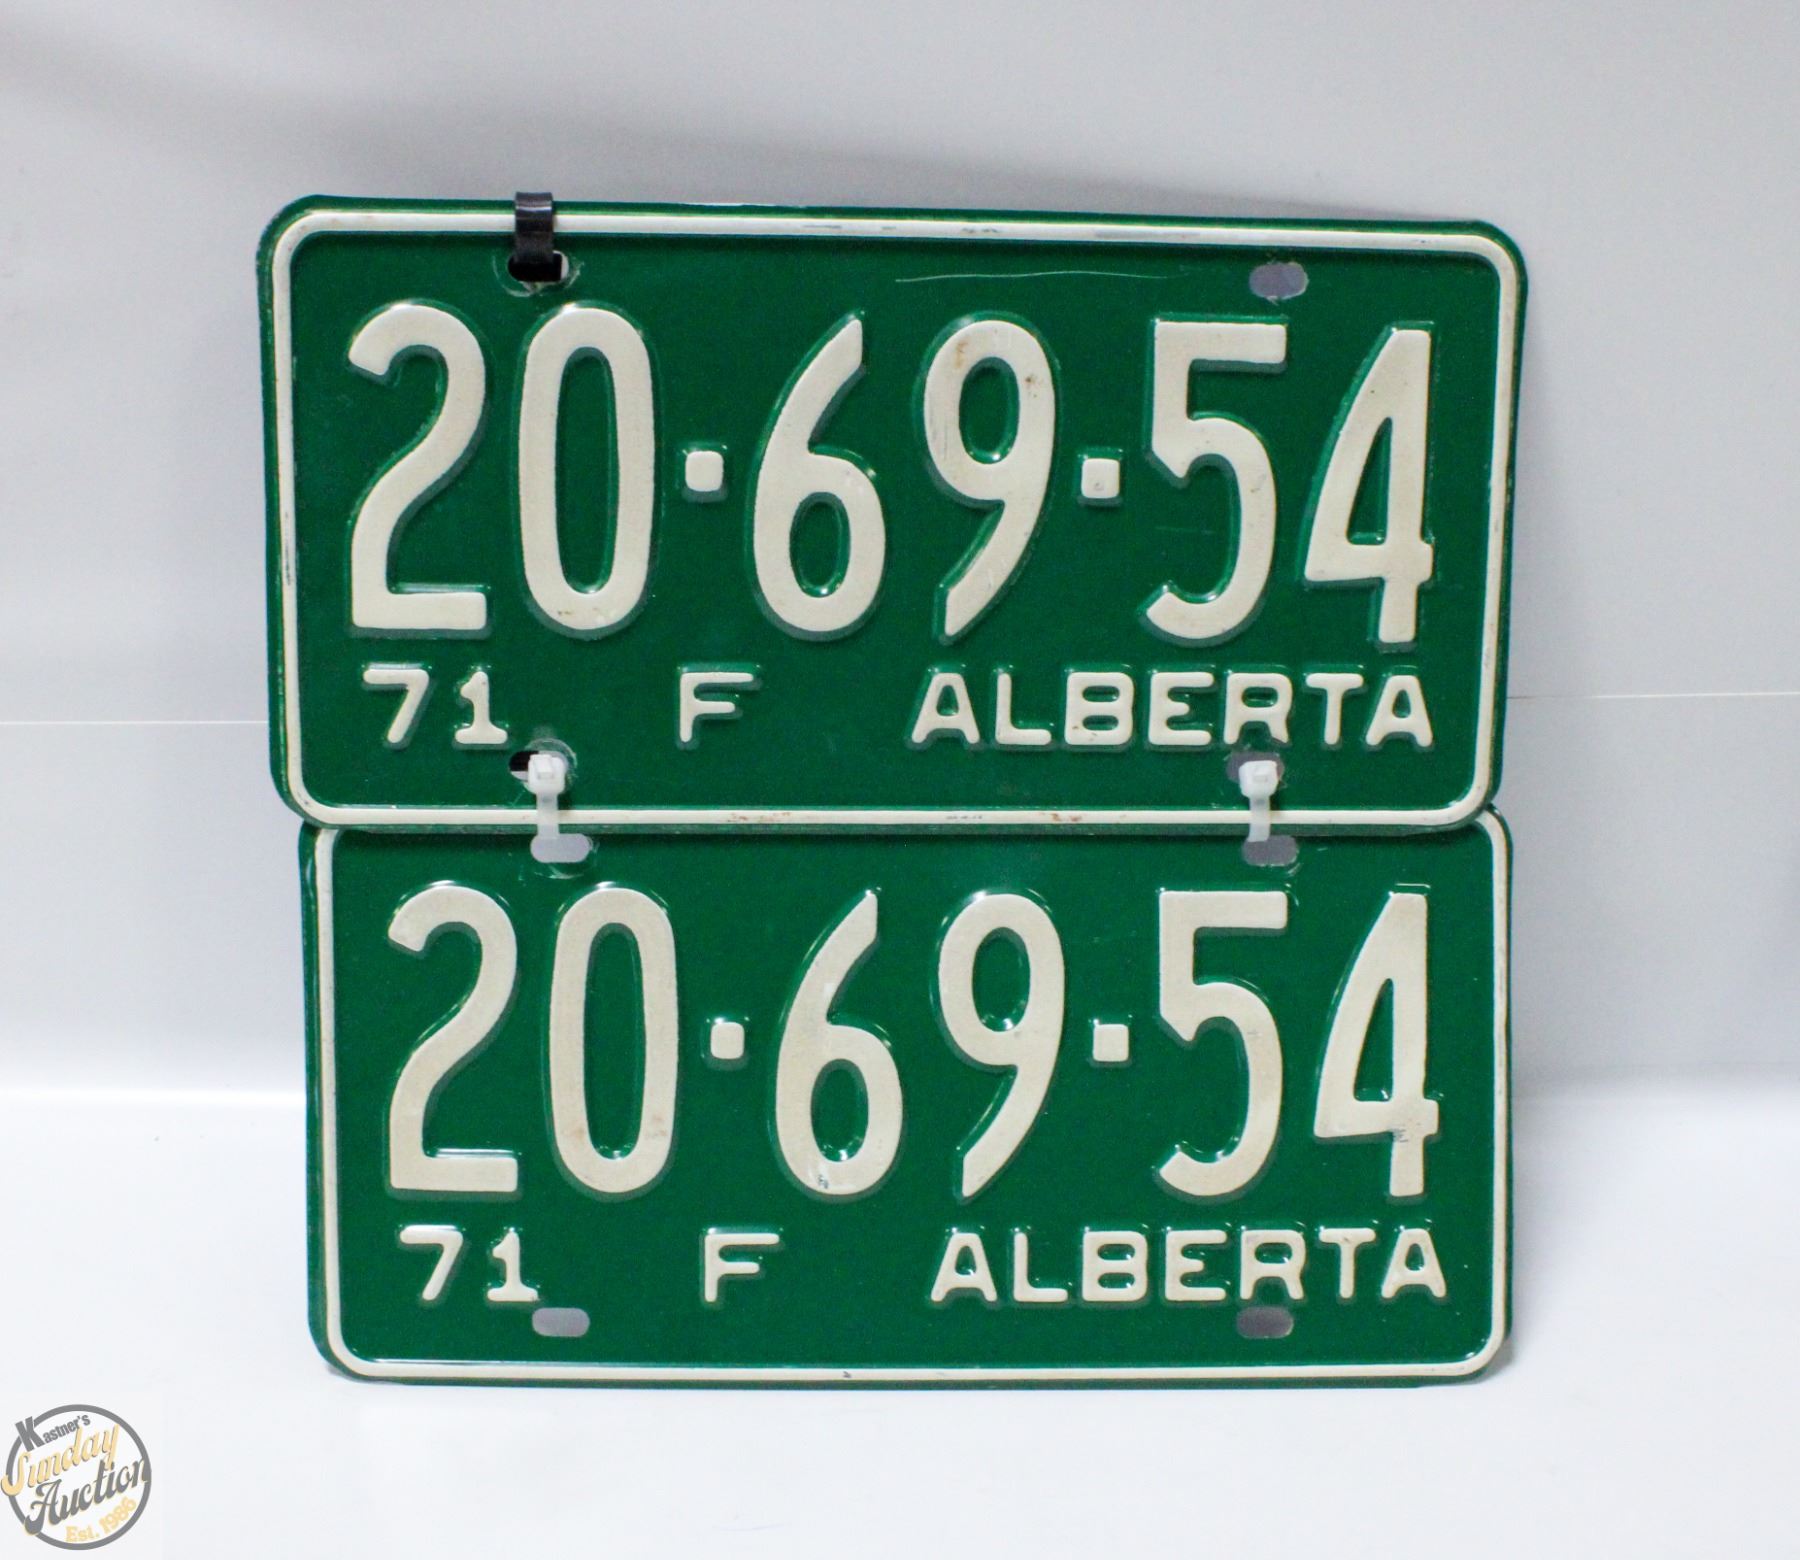 20·69·54
71 F ALBERTA
20·69·54
71 F ALBERTA
Kastner's
Sunday
Auction
Est. 1986